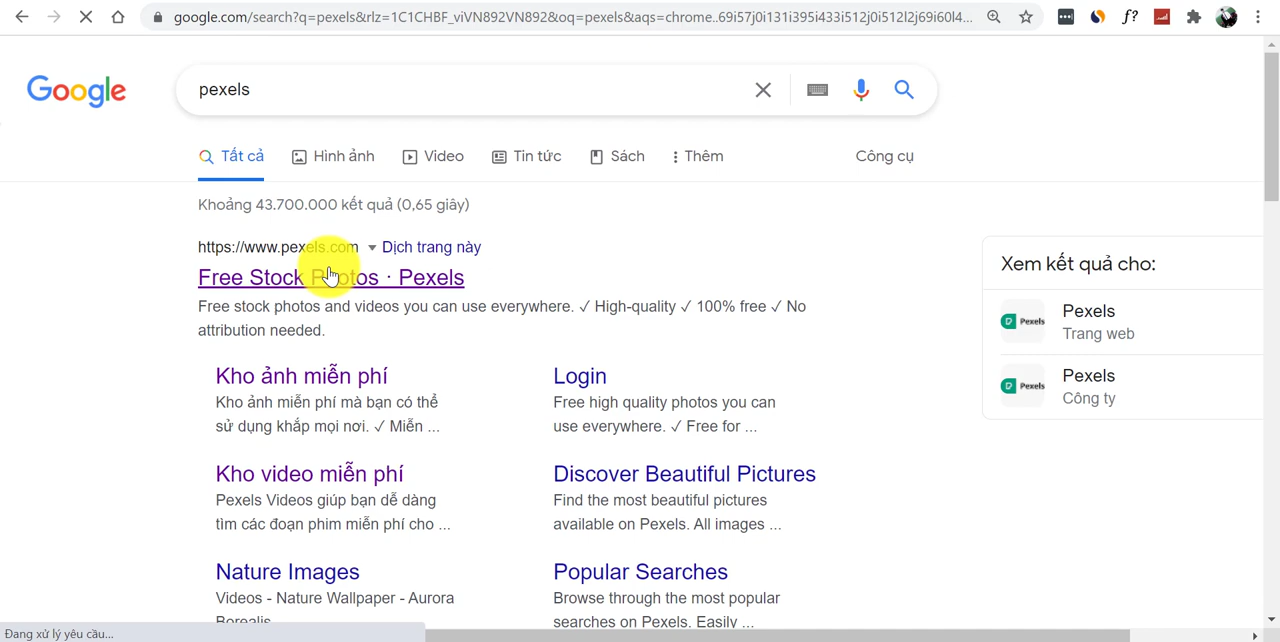 google.com/search?q=pexels&rlz=1C1CHBF_viVN892VN892&oq=pexels&aqs=chrome..69i57j0i131i395i433i512j0i512l2j69i60l4...
f?
Google
pexels
Tất cả Hình ảnh Video Tin tức Sách Thêm Công cụ
Khoảng 43.700.000 kết quả (0,65 giây)
https://www.pexels.com Dịch trang này
Free Stock Photos · Pexels
Free stock photos and videos you can use everywhere. ✓ High-quality ✓ 100% free ✓ No
attribution needed.
Kho ảnh miễn phí
Kho ảnh miễn phí mà bạn có thể
sử dụng khắp mọi nơi. ✓ Miễn ...
Login
Free high quality photos you can
use everywhere. ✓ Free for ...
Kho video miễn phí
Pexels Videos giúp bạn dễ dàng
tìm các đoạn phim miễn phí cho ...
Discover Beautiful Pictures
Find the most beautiful pictures
available on Pexels. All images ...
Nature Images
Videos - Nature Wallpaper - Aurora
Borealis
Popular Searches
Browse through the most popular
searches on Pexels. Easily ...
Xem kết quả cho:
Pexels
Pexels
Trang web
Pexels
Pexels
Công ty
Đang xử lý yêu cầu...